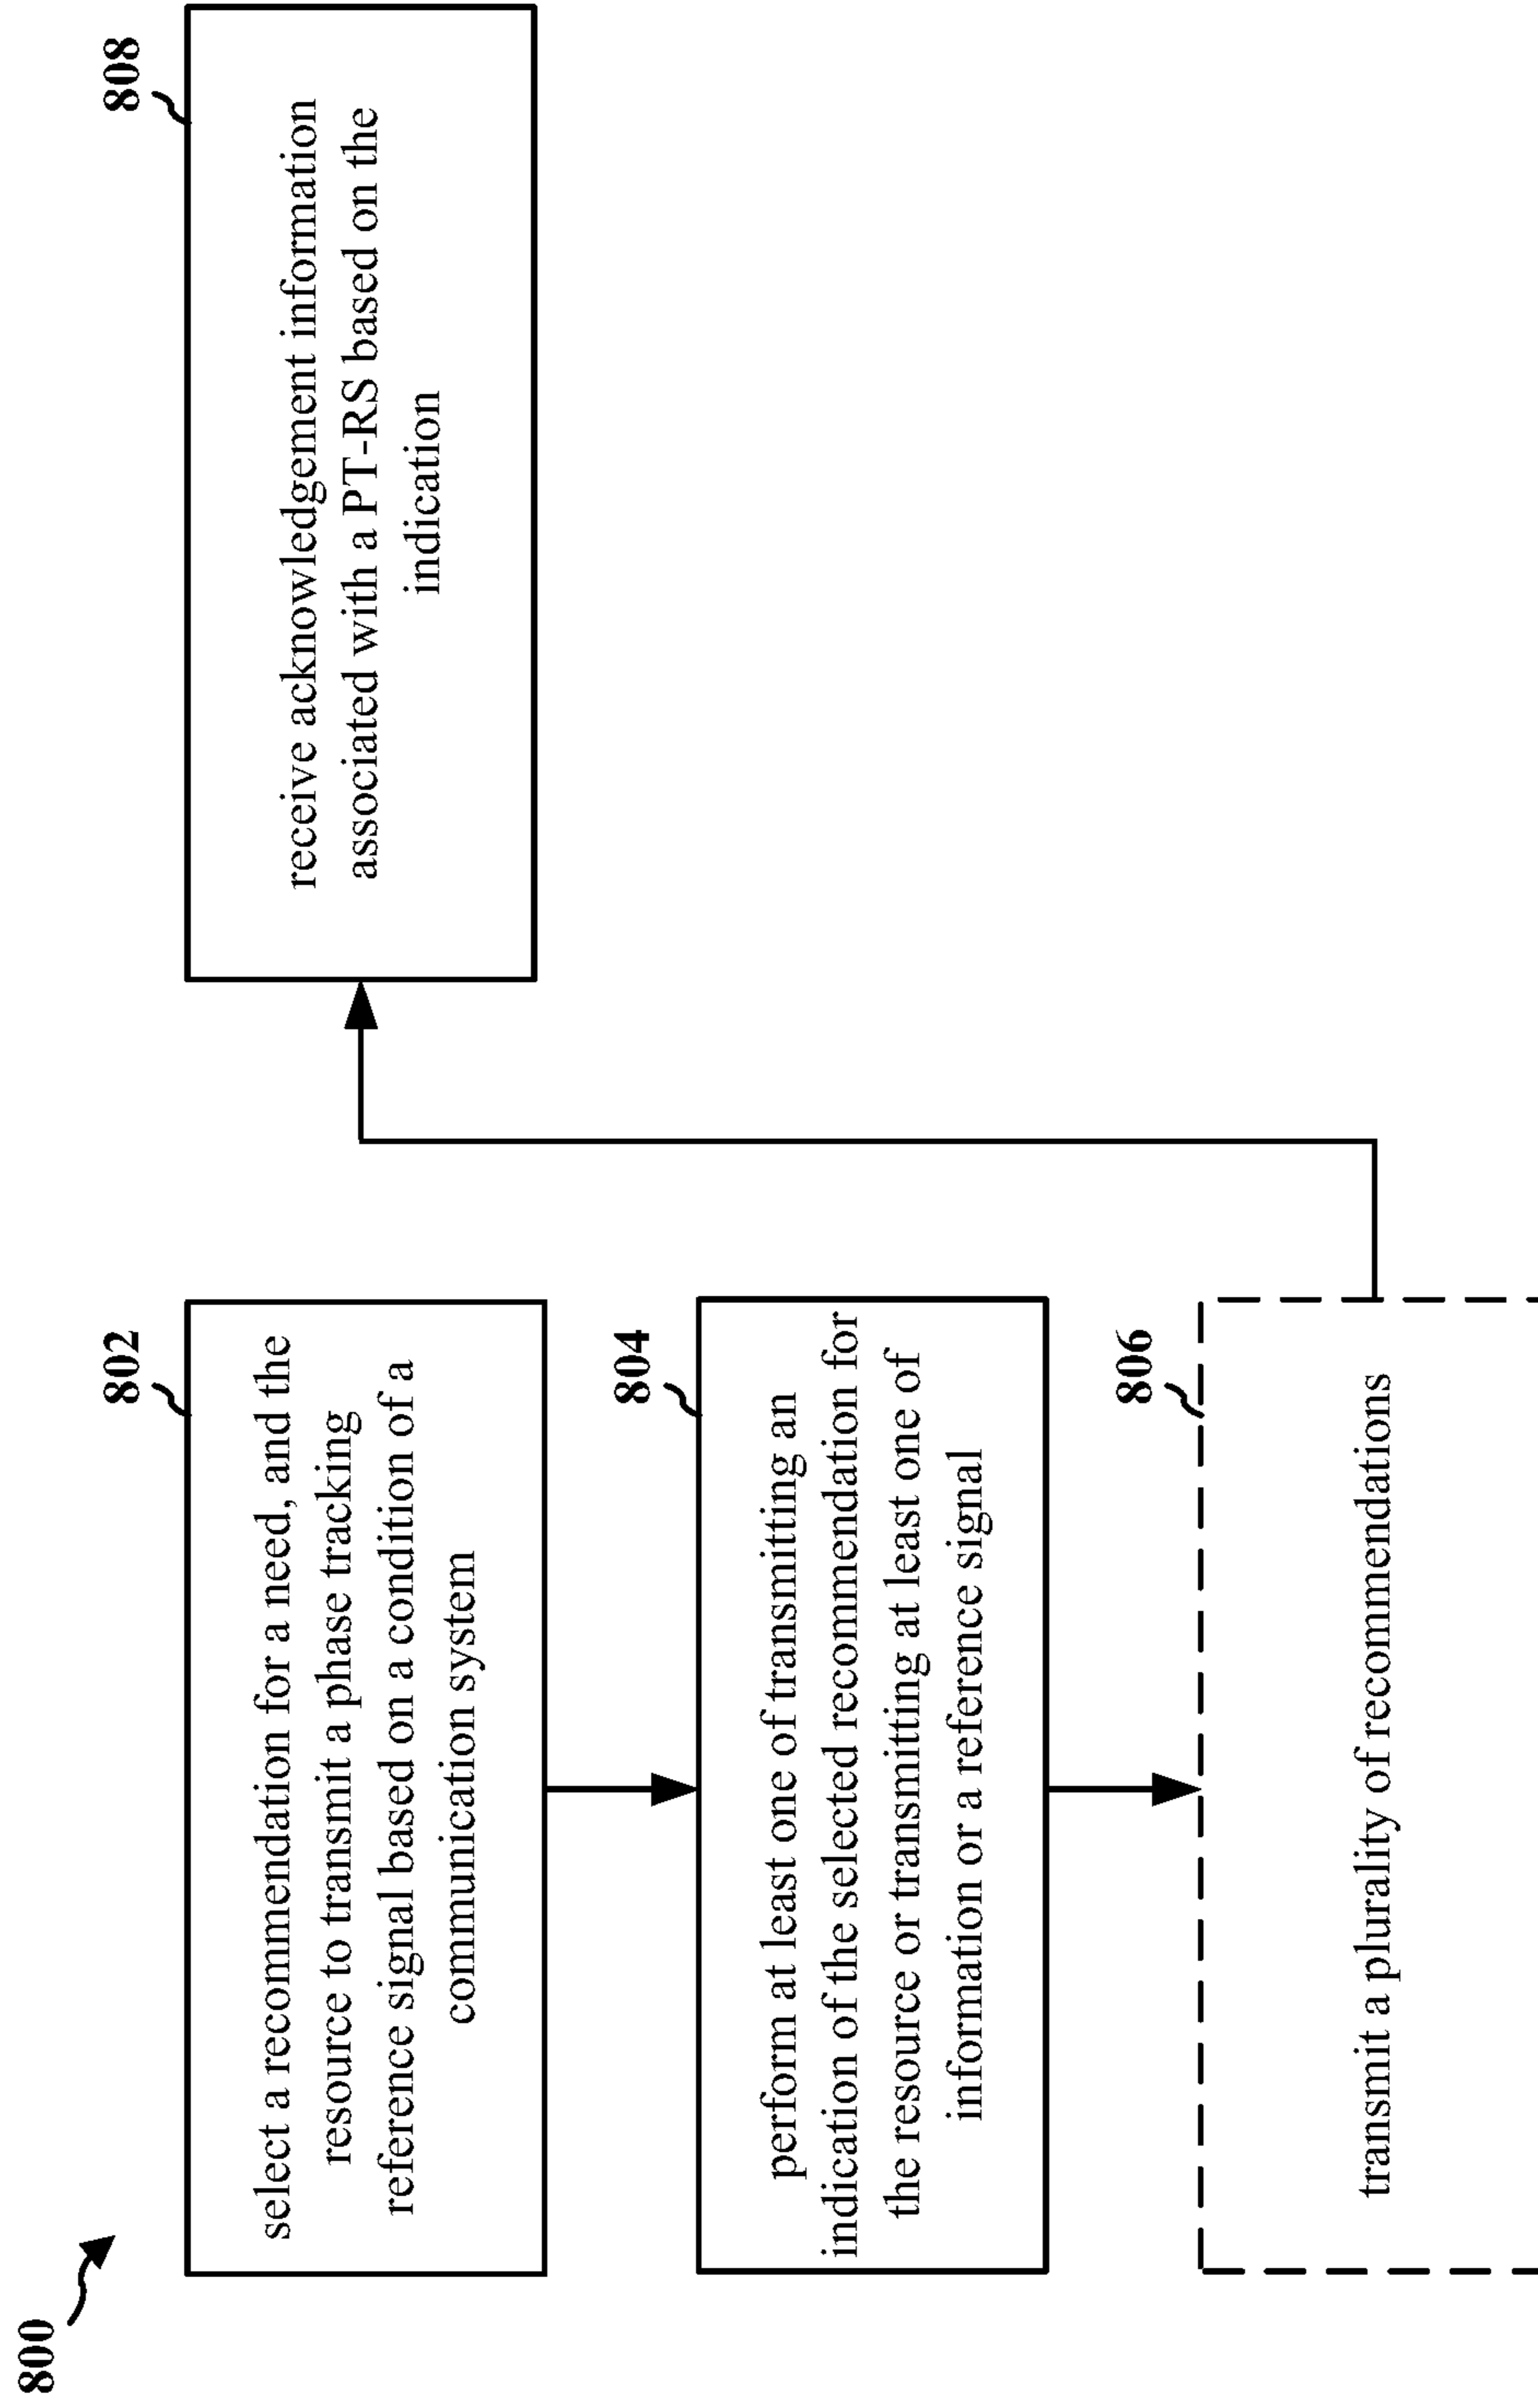 800
802
select a recommendation for a need, and the
resource to transmit a phase tracking
reference signal based on a condition of a
communication system
804
perform at least one of transmitting an
indication of the selected recommendation for
the resource or transmitting at least one of
information or a reference signal
806
transmit a plurality of recommendations
808
receive acknowledgement information
associated with a PT-RS based on the
indication